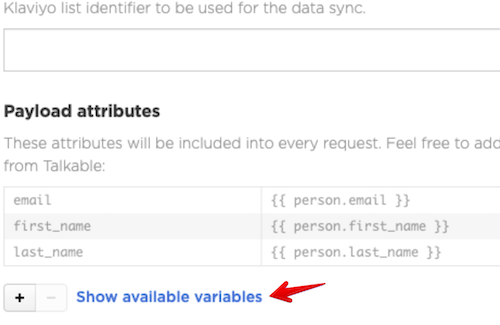 Klaviyo list identifier to be used for the data sync.
Payload attributes
These attributes will be included into every request. Feel free to add
from Talkable:
email {{ person.email }}
first_name {{ person.first_name }}
last_name {{ person.last_name }}
+ − Show available variables